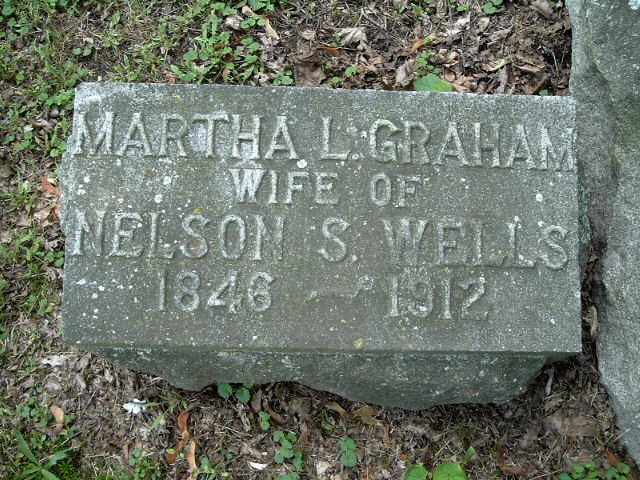 MARTHA L. GRAHAM
WIFE OF
NELSON S. WELLS
1846 — 1912